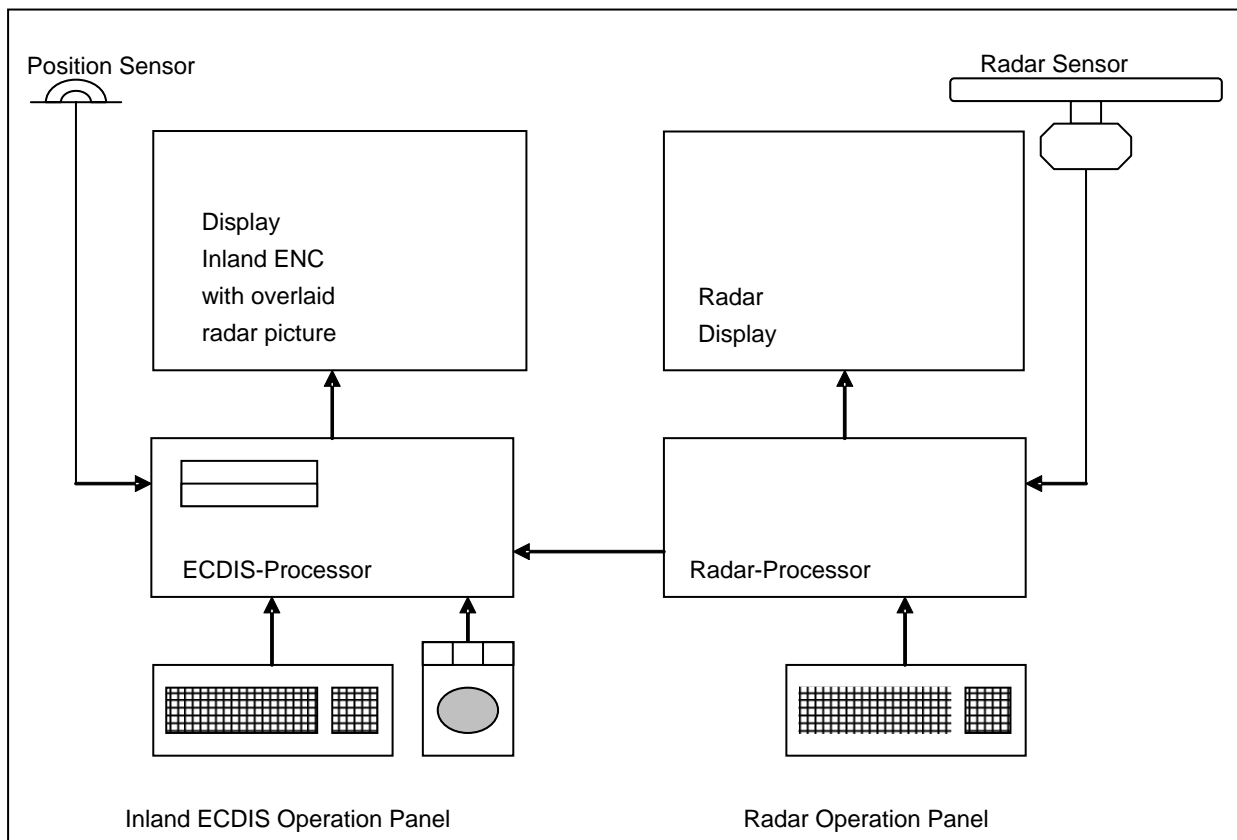 Position Sensor
Radar Sensor
Display
Inland ENC
with overlaid
radar picture
Radar
Display
ECDIS-Processor
Radar-Processor
Inland ECDIS Operation Panel
Radar Operation Panel